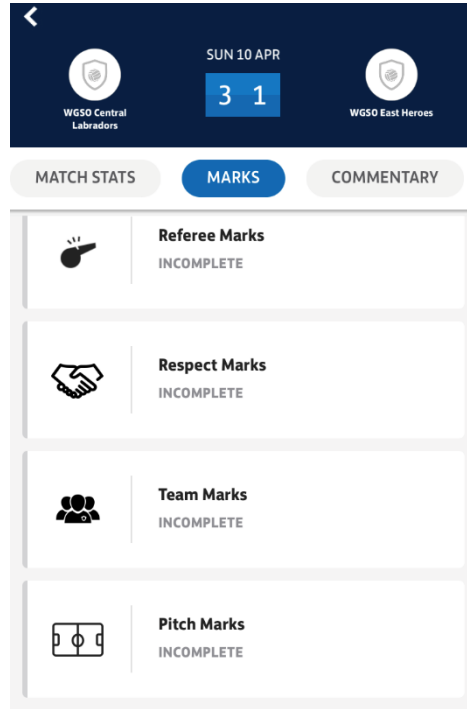 SUN 10 APR
3 1
WGSO Central
Labradors
WGSO East Heroes
MATCH STATS
MARKS
COMMENTARY
Referee Marks
INCOMPLETE
Respect Marks
INCOMPLETE
Team Marks
INCOMPLETE
Pitch Marks
INCOMPLETE